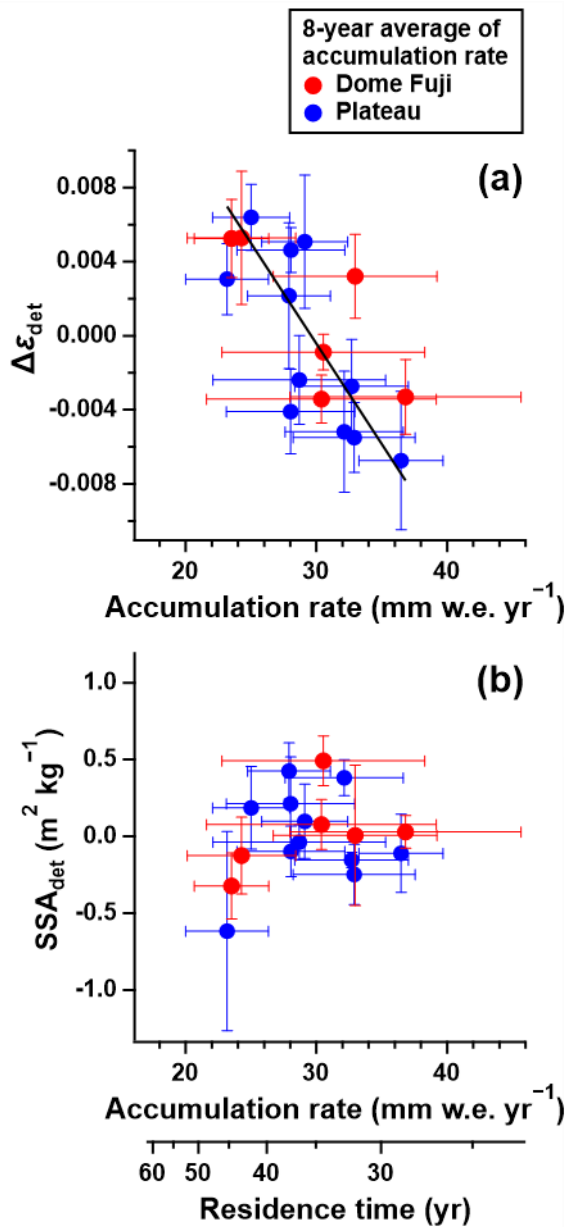 8-year average of
accumulation rate
Dome Fuji
Plateau
(a)
0.008
0.004
0.000
-0.004
-0.008
Δε_det
20 30 40
Accumulation rate (mm w.e. yr⁻¹)
(b)
1.0
0.5
0.0
-0.5
-1.0
SSA_det (m² kg⁻¹)
20 30 40
Accumulation rate (mm w.e. yr⁻¹)
60 50 40 30
Residence time (yr)